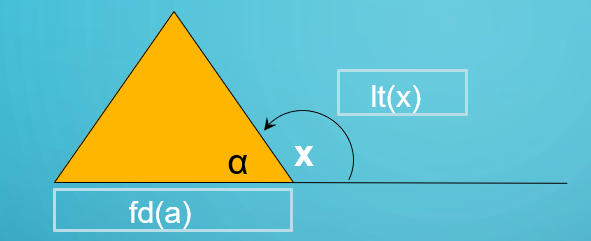 lt(x)
α
x
fd(a)